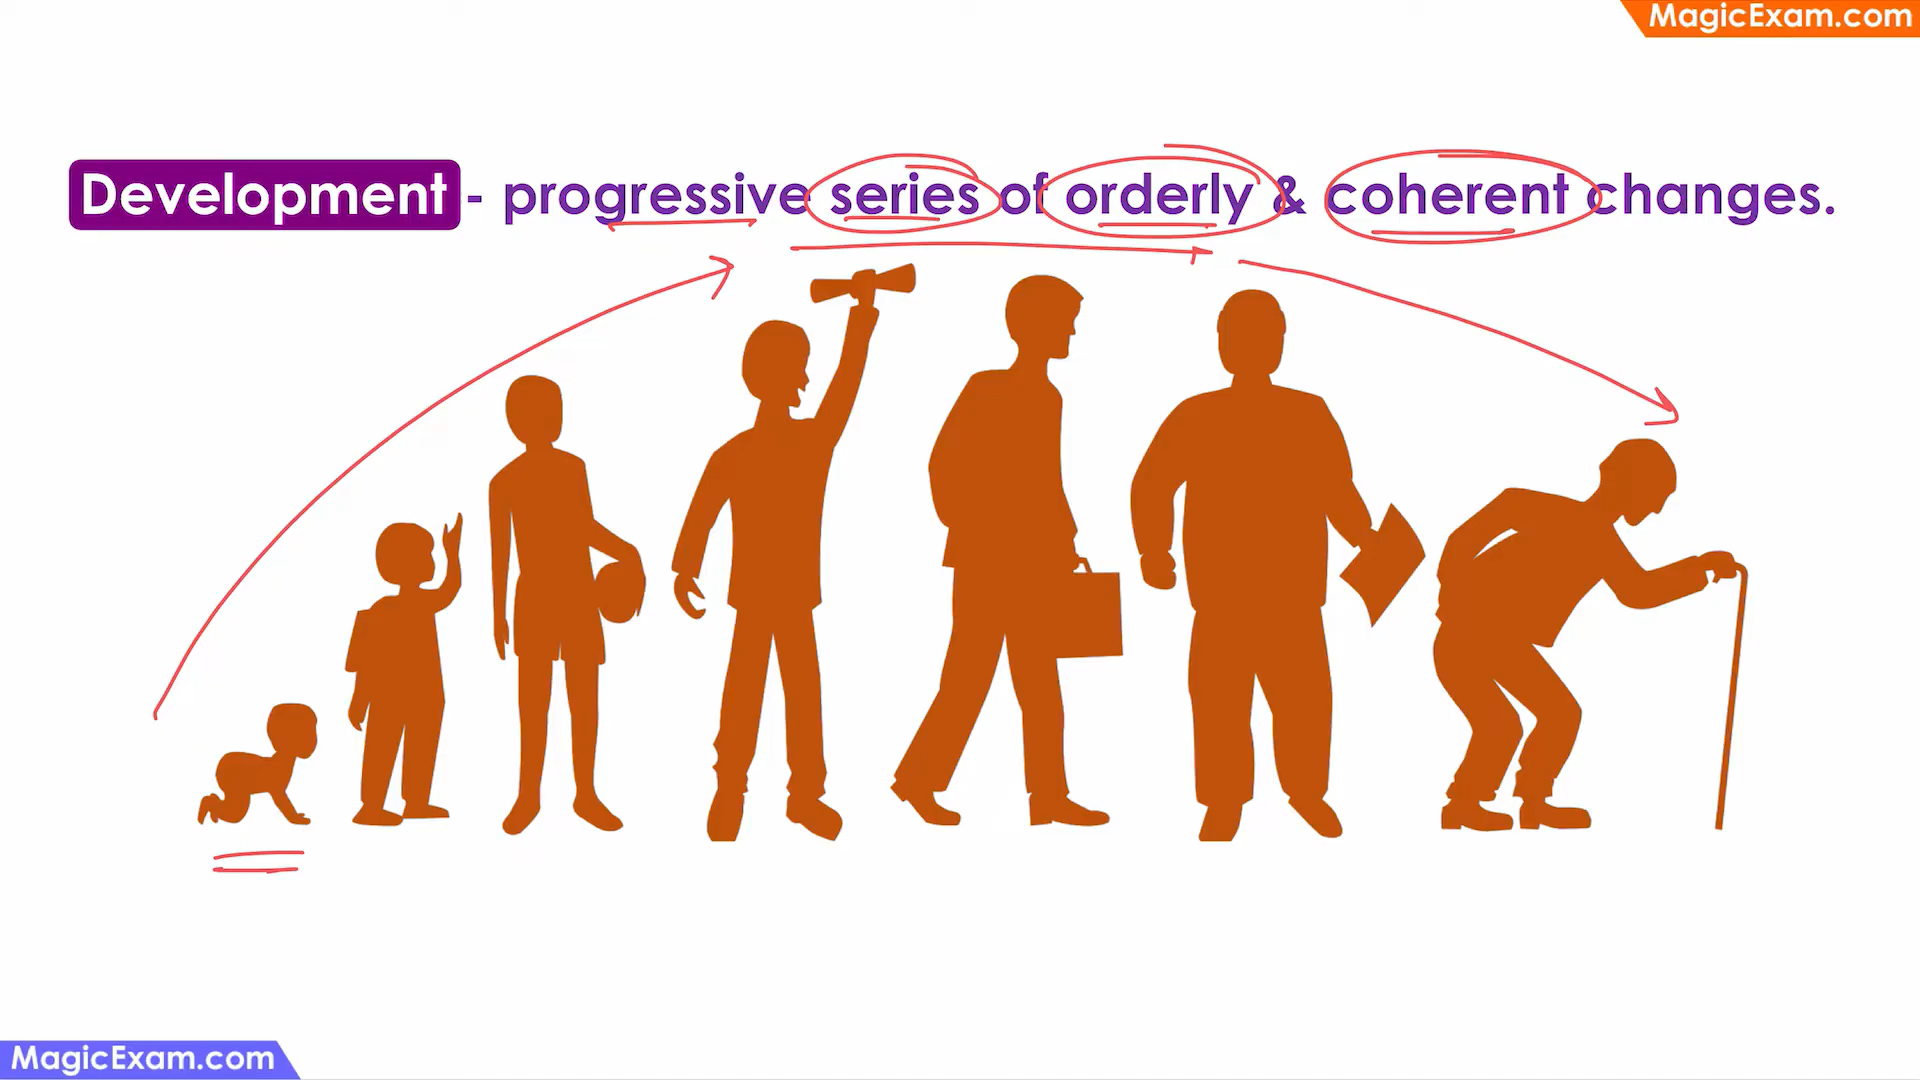 MagicExam.com
Development - progressive series of orderly & coherent changes.
MagicExam.com